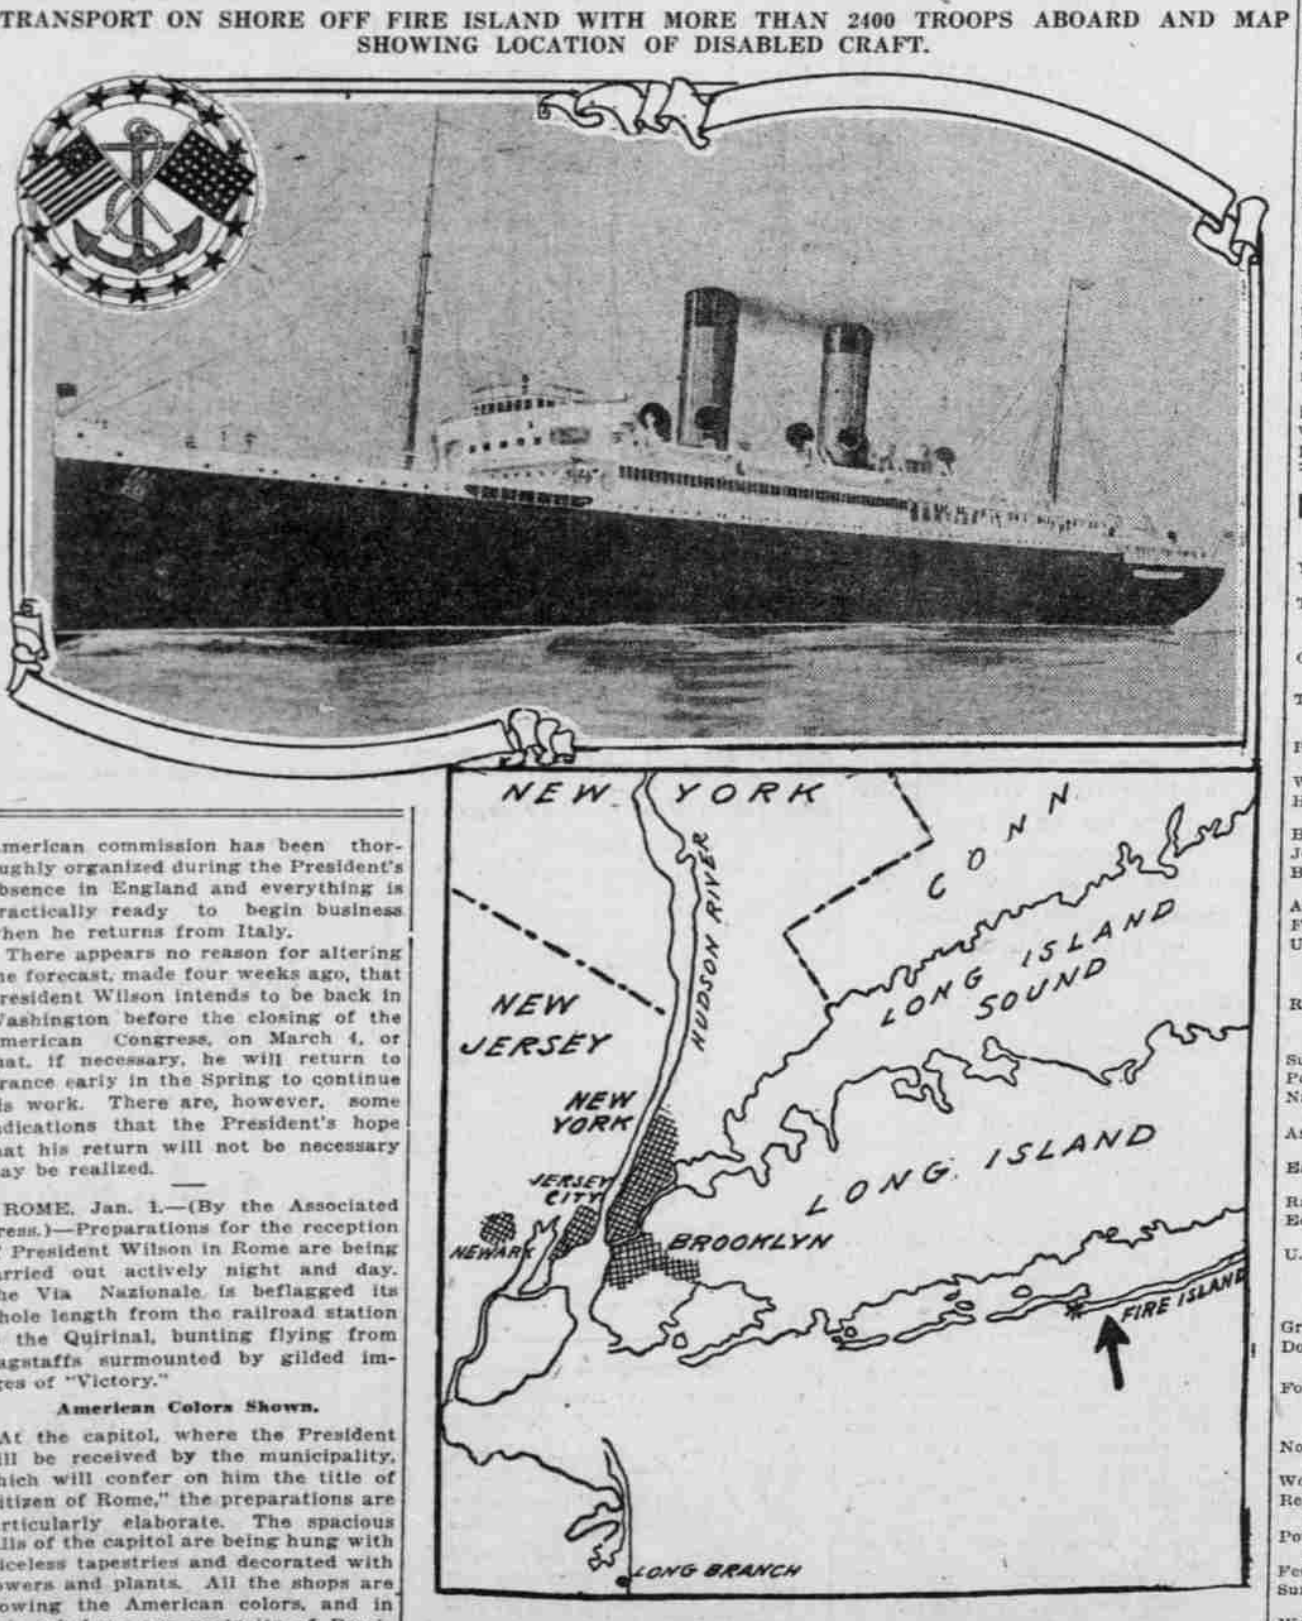 TRANSPORT ON SHORE OFF FIRE ISLAND WITH MORE THAN 2400 TROOPS ABOARD AND MAP
SHOWING LOCATION OF DISABLED CRAFT.
NEW YORK
CONN
HUDSON RIVER
LONG ISLAND
SOUND
NEW
JERSEY
NEW
YORK
LONG ISLAND
JERSEY
CITY
NEWARK
BROOKLYN
FIRE ISLAND
LONG BRANCH
merican commission has been thor-
ughly organized during the President's
bsence in England and everything is
ractically ready to begin business
hen he returns from Italy.
There appears no reason for altering
he forecast, made four weeks ago, that
resident Wilson intends to be back in
Washington before the closing of the
merican Congress, on March 4, or
hat, if necessary, he will return to
rance early in the Spring to continue
is work. There are, however, some
ndications that the President's hope
hat his return will not be necessary
ay be realized.
ROME, Jan. 1.—(By the Associated
ress.)—Preparations for the reception
f President Wilson in Rome are being
arried out actively night and day.
he Via Nazionale is beflagged its
hole length from the railroad station
the Quirinal, bunting flying from
lagstaffs surmounted by gilded im-
ges of "Victory."
American Colors Shown.
At the capitol, where the President
ill be received by the municipality,
hich will confer on him the title of
itizen of Rome," the preparations are
articularly elaborate. The spacious
alls of the capitol are being hung with
riceless tapestries and decorated with
owers and plants. All the shops are
owing the American colors, and in